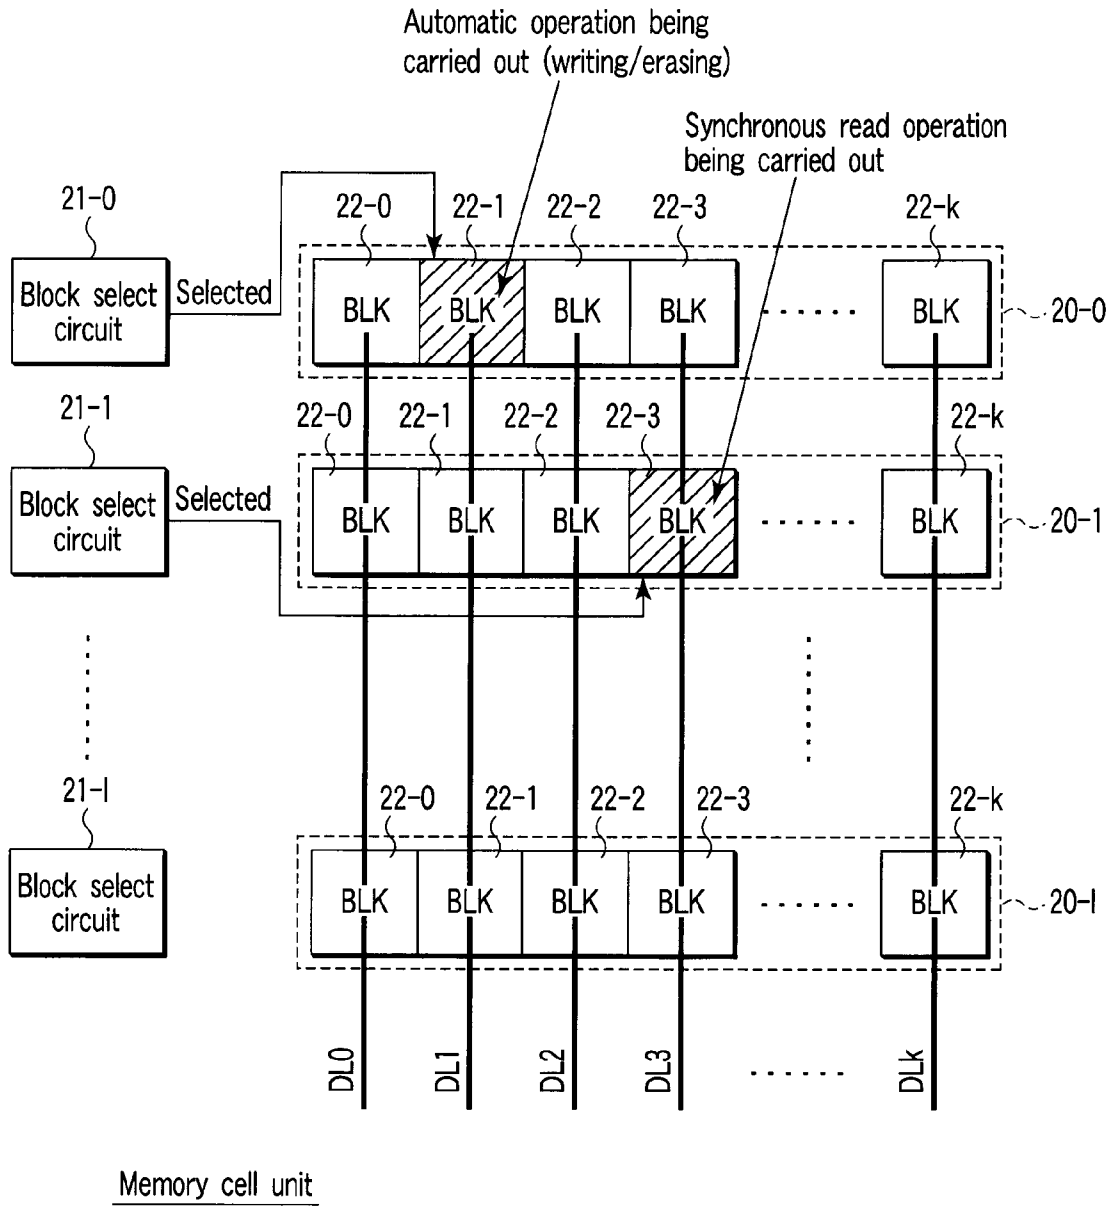 Automatic operation being
carried out (writing/erasing)
Synchronous read operation
being carried out
21-0
22-0 22-1 22-2 22-3 22-k
Block select
circuit
Selected
BLK BLK BLK BLK ...... BLK
20-0
21-1
22-0 22-1 22-2 22-3 22-k
Block select
circuit
Selected
BLK BLK BLK BLK ...... BLK
20-1
21-l
22-0 22-1 22-2 22-3 22-k
Block select
circuit
BLK BLK BLK BLK ...... BLK
20-l
DL0 DL1 DL2 DL3 ...... DLk
Memory cell unit